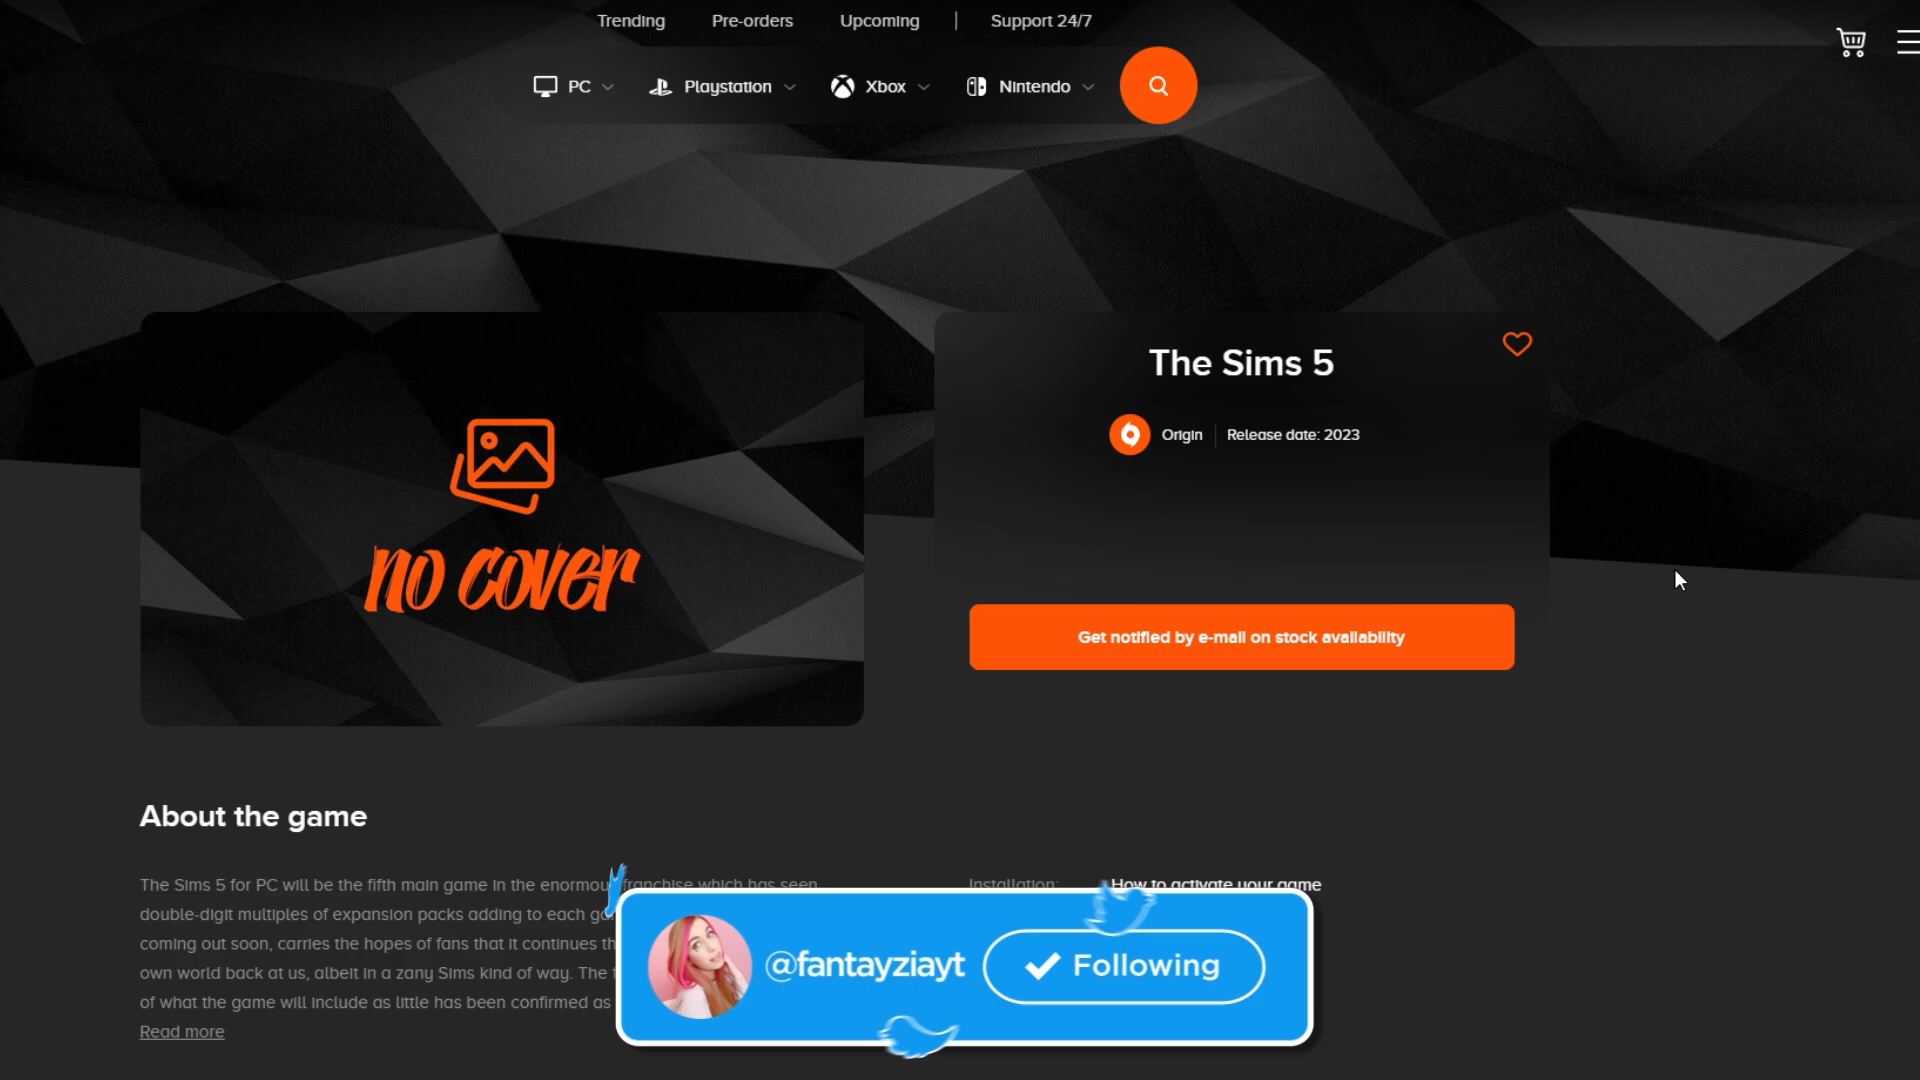 Trending Pre-orders Upcoming | Support 24/7
PC Playstation Xbox Nintendo
The Sims 5
Origin Release date: 2023
no cover
Get notified by e-mail on stock availability
About the game
The Sims 5 for PC will be the fifth main game in the enormous franchise which has seen
double-digit multiples of expansion packs adding to each
coming out soon, carries the hopes of fans that it continues
own world back at us, albeit in a zany Sims kind of way. The
of what the game will include as little has been confirmed as
Read more
Installation: How to activate your game
@fantayziayt Following